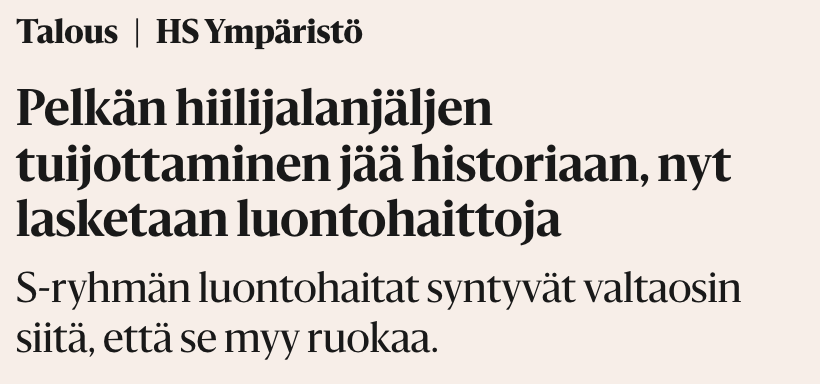 Talous | HS Ympäristö
Pelkän hiilijalanjäljen
tuijottaminen jää historiaan, nyt
lasketaan luontohaittoja
S-ryhmän luontohaitat syntyvät valtaosin
siitä, että se myy ruokaa.